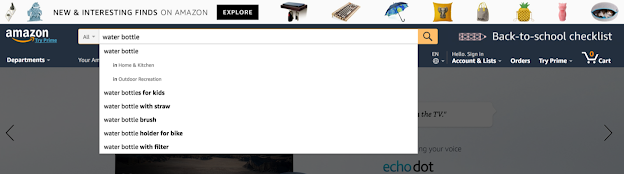 NEW & INTERESTING FINDS ON AMAZON EXPLORE
amazon
Try Prime
All
water bottle
Back-to-school checklist
Departments
Your Am
EN
Hello. Sign in
Account & Lists
Orders
Try Prime
0
Cart
water bottle
in Home & Kitchen
in Outdoor Recreation
water bottles for kids
water bottle with straw
water bottle brush
water bottle holder for bike
water bottle with filter
the TV."
ng your voice
echo dot